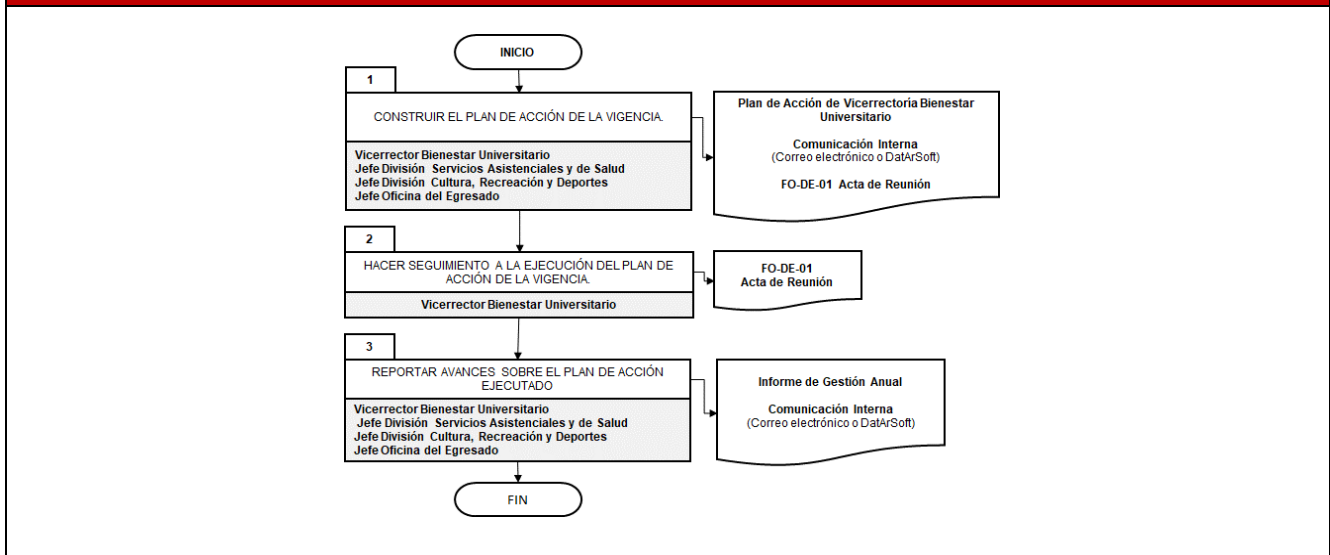 INICIO
1
CONSTRUIR EL PLAN DE ACCIÓN DE LA VIGENCIA.
Vicerrector Bienestar Universitario
Jefe División Servicios Asistenciales y de Salud
Jefe División Cultura, Recreación y Deportes
Jefe Oficina del Egresado
Plan de Acción de Vicerrectoría Bienestar
Universitario
Comunicación Interna
(Correo electrónico o DatArSoft)
FO-DE-01 Acta de Reunión
2
HACER SEGUIMIENTO A LA EJECUCIÓN DEL PLAN DE
ACCIÓN DE LA VIGENCIA.
Vicerrector Bienestar Universitario
FO-DE-01
Acta de Reunión
3
REPORTAR AVANCES SOBRE EL PLAN DE ACCIÓN
EJECUTADO
Vicerrector Bienestar Universitario
Jefe División Servicios Asistenciales y de Salud
Jefe División Cultura, Recreación y Deportes
Jefe Oficina del Egresado
Informe de Gestión Anual
Comunicación Interna
(Correo electrónico o DatArSoft)
FIN